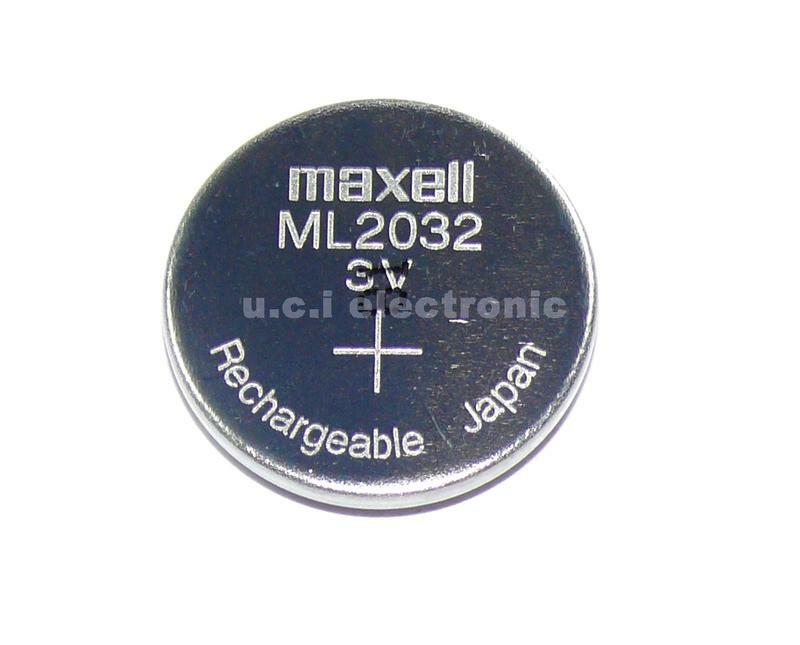 maxell
ML2032
3V
u.c.i electronic
+
Rechargeable Japan